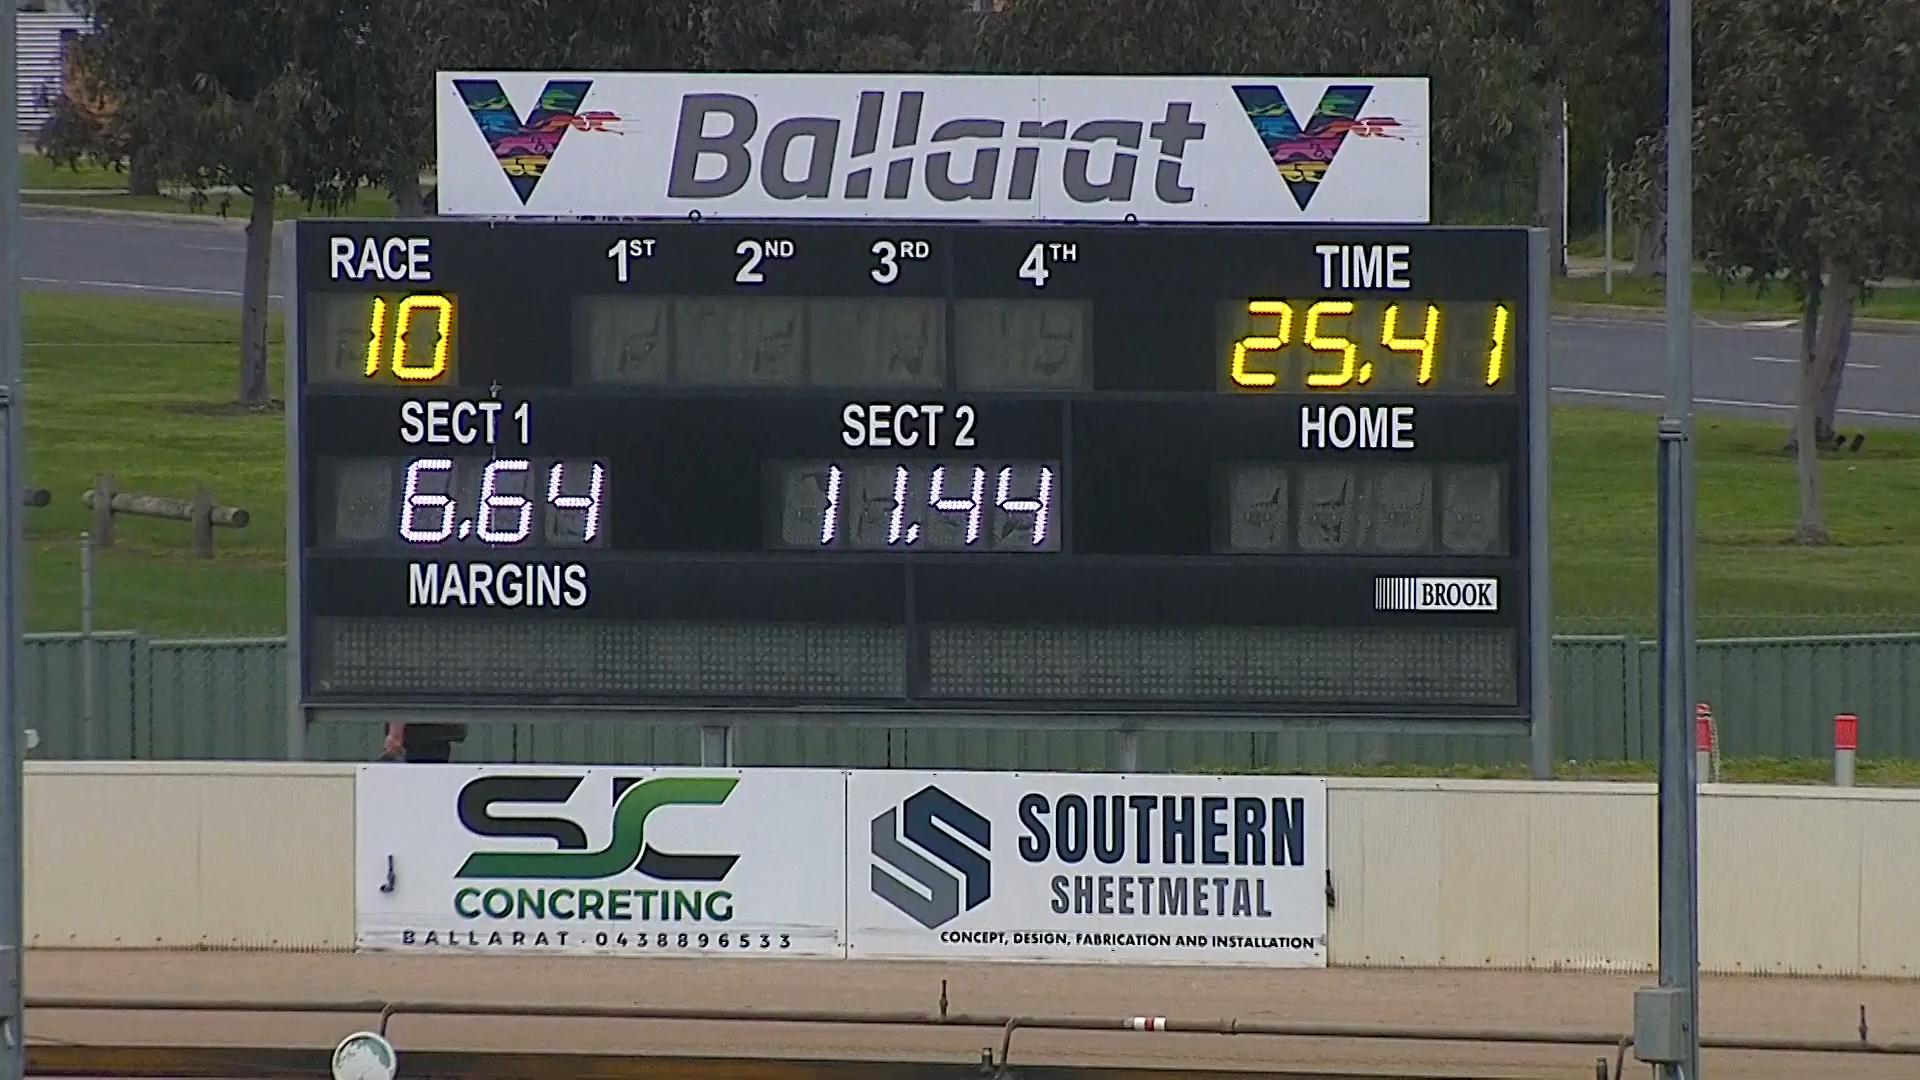 Ballarat
RACE 1ST 2ND 3RD 4TH TIME
10 25.41
SECT 1 SECT 2 HOME
6.64 11.44
MARGINS BROOK
SJC
CONCRETING
BALLARAT · 0438896533
SOUTHERN
SHEETMETAL
CONCEPT, DESIGN, FABRICATION AND INSTALLATION